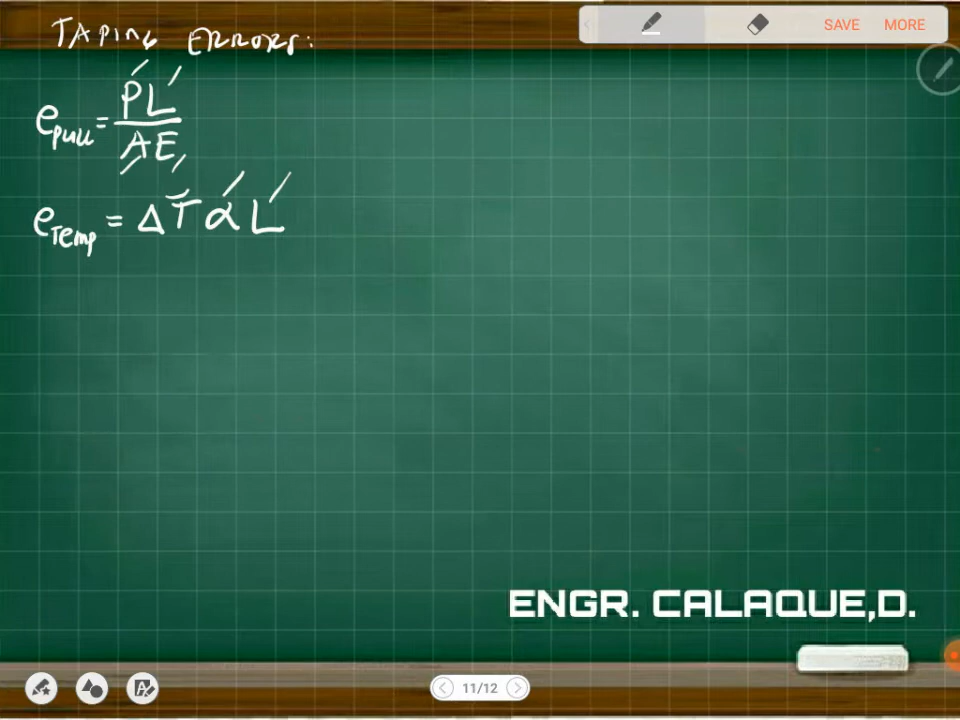 SAVE MORE
TAPING ERRORS:
e_pull = PL / AE
e_Temp = ΔTαL
ENGR. CALAQUE,D.
11/12